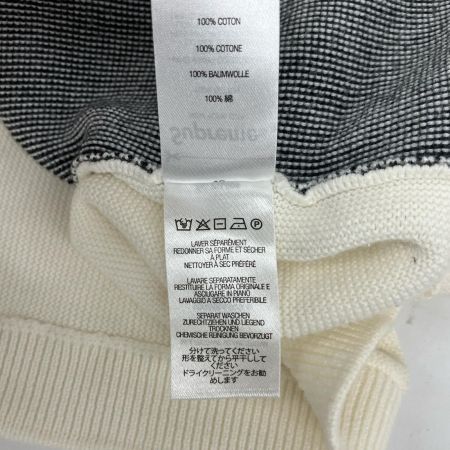 100% COTON
100% COTONE
100% BAUMWOLLE
100% 綿
Supreme
LAVER SÉPARÉMENT
REDONNER SA FORME ET SÉCHER
À PLAT
NETTOYER À SEC PRÉFÉRÉ
LAVARE SEPARATAMENTE
RESTITUIRE LA FORMA ORIGINALE E
ASCIUGARE IN PIANO
LAVAGGIO A SECCO PREFERIBILE
SEPARAT WASCHEN
ZURECHTZIEHEN UND LIEGEND
TROCKNEN
CHEMISCHE REINIGUNG BEVORZUGT
分けて洗ってください
形を整えてから平干しして
ください
ドライクリーニングをお勧
めします